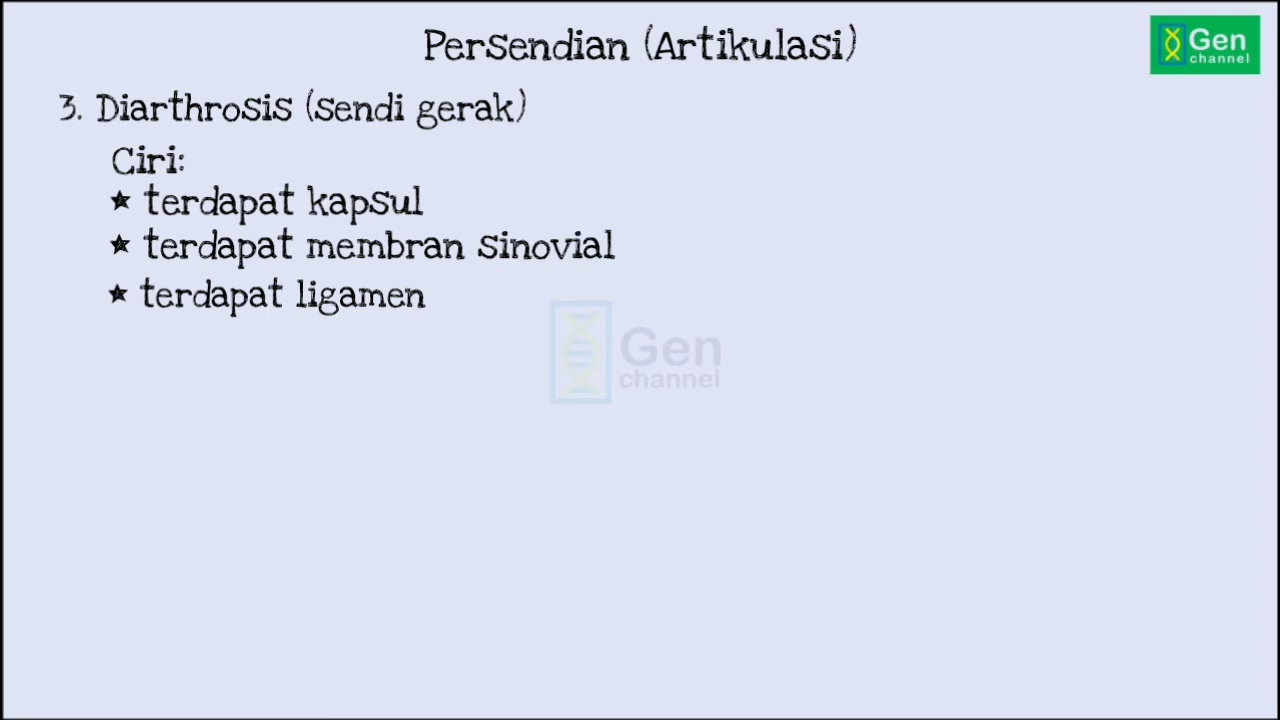 Persendian (Artikulasi)
Gen
channel
3. Diarthrosis (sendi gerak)
Ciri:
★ terdapat kapsul
★ terdapat membran sinovial
★ terdapat ligamen
Gen
channel